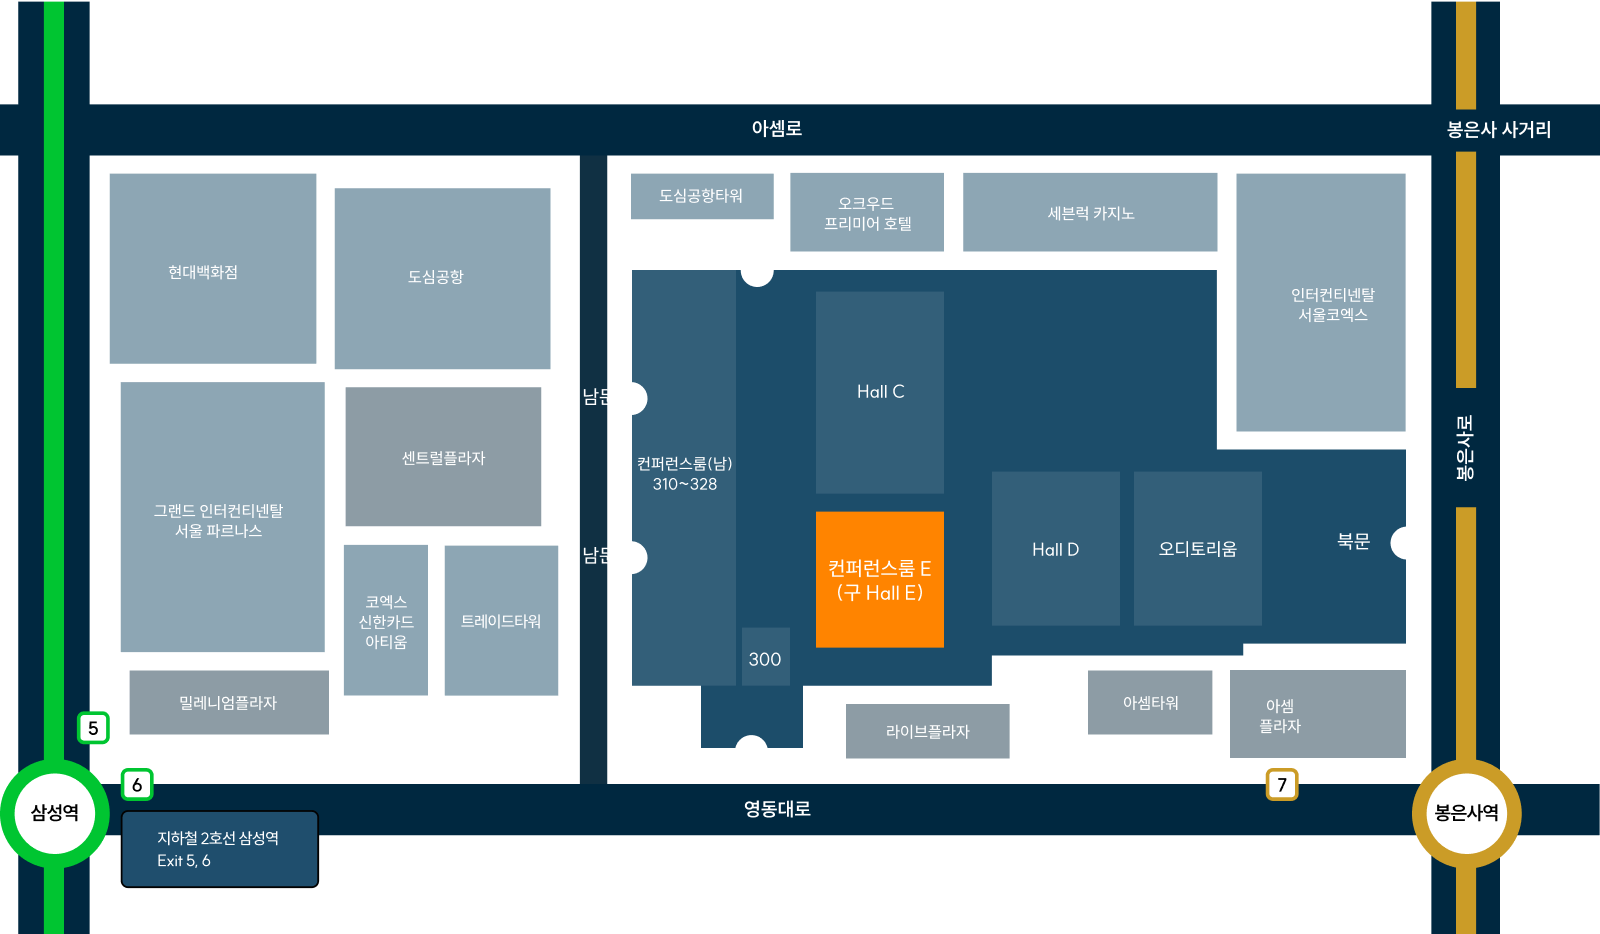 아셈로
봉은사 사거리
도심공항타워
오크우드
프리미어 호텔
세븐럭 카지노
현대백화점
도심공항
인터컨티넨탈
서울코엑스
Hall C
남문
센트럴플라자
컨퍼런스룸(남)
310~328
봉은사로
그랜드 인터컨티넨탈
서울 파르나스
남문
컨퍼런스룸 E
(구 Hall E)
Hall D
오디토리움
북문
코엑스
신한카드
아티움
트레이드타워
300
밀레니엄플라자
라이브플라자
아셈타워
아셈
플라자
5
6
7
삼성역
영동대로
봉은사역
지하철 2호선 삼성역
Exit 5, 6